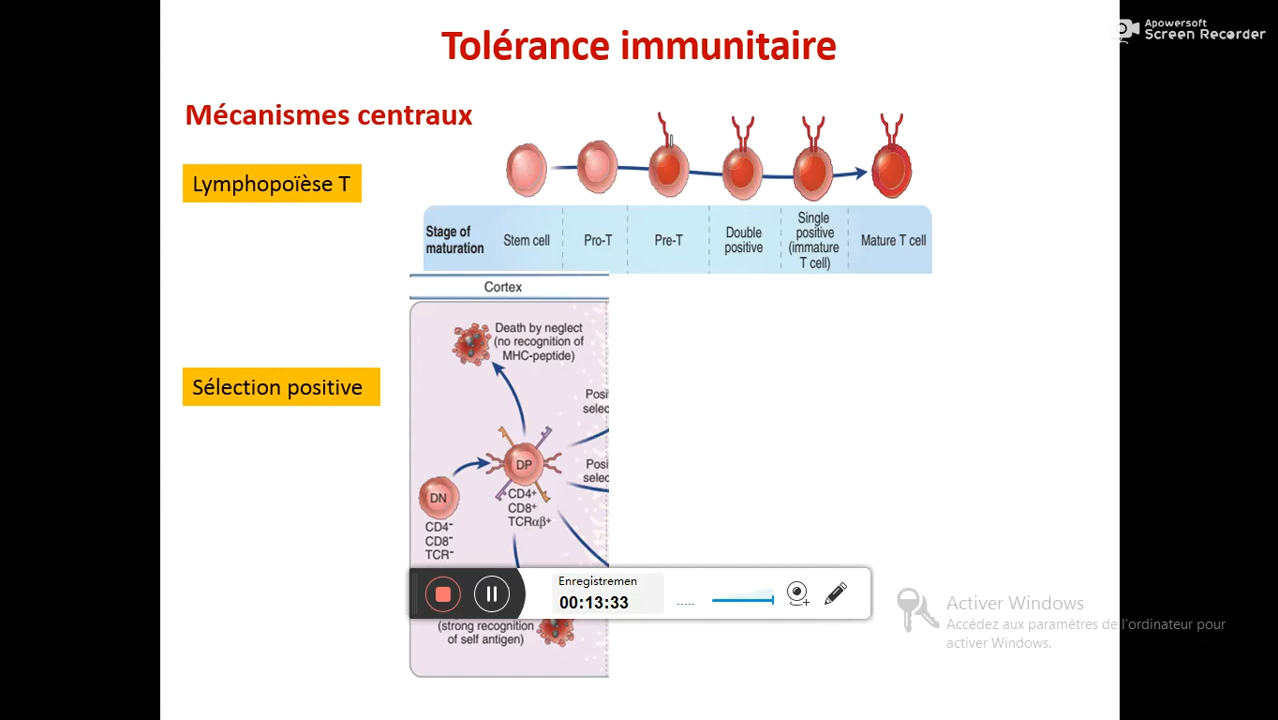 Tolérance immunitaire
Apowersoft
Screen Recorder
Mécanismes centraux
Lymphopoïèse T
Stage of
maturation
Stem cell
Pro-T
Pre-T
Double
positive
Single
positive
(immature
T cell)
Mature T cell
Cortex
Death by neglect
(no recognition of
MHC-peptide)
Sélection positive
Posi
selec
DP
Posi
selec
DN
CD4⁺
CD8⁺
TCRαβ⁺
CD4⁻
CD8⁻
TCR⁻
Enregistremen
00:13:33
.....
(strong recognition
of self antigen)
Activer Windows
Accédez aux paramètres de l'ordinateur pour
activer Windows.